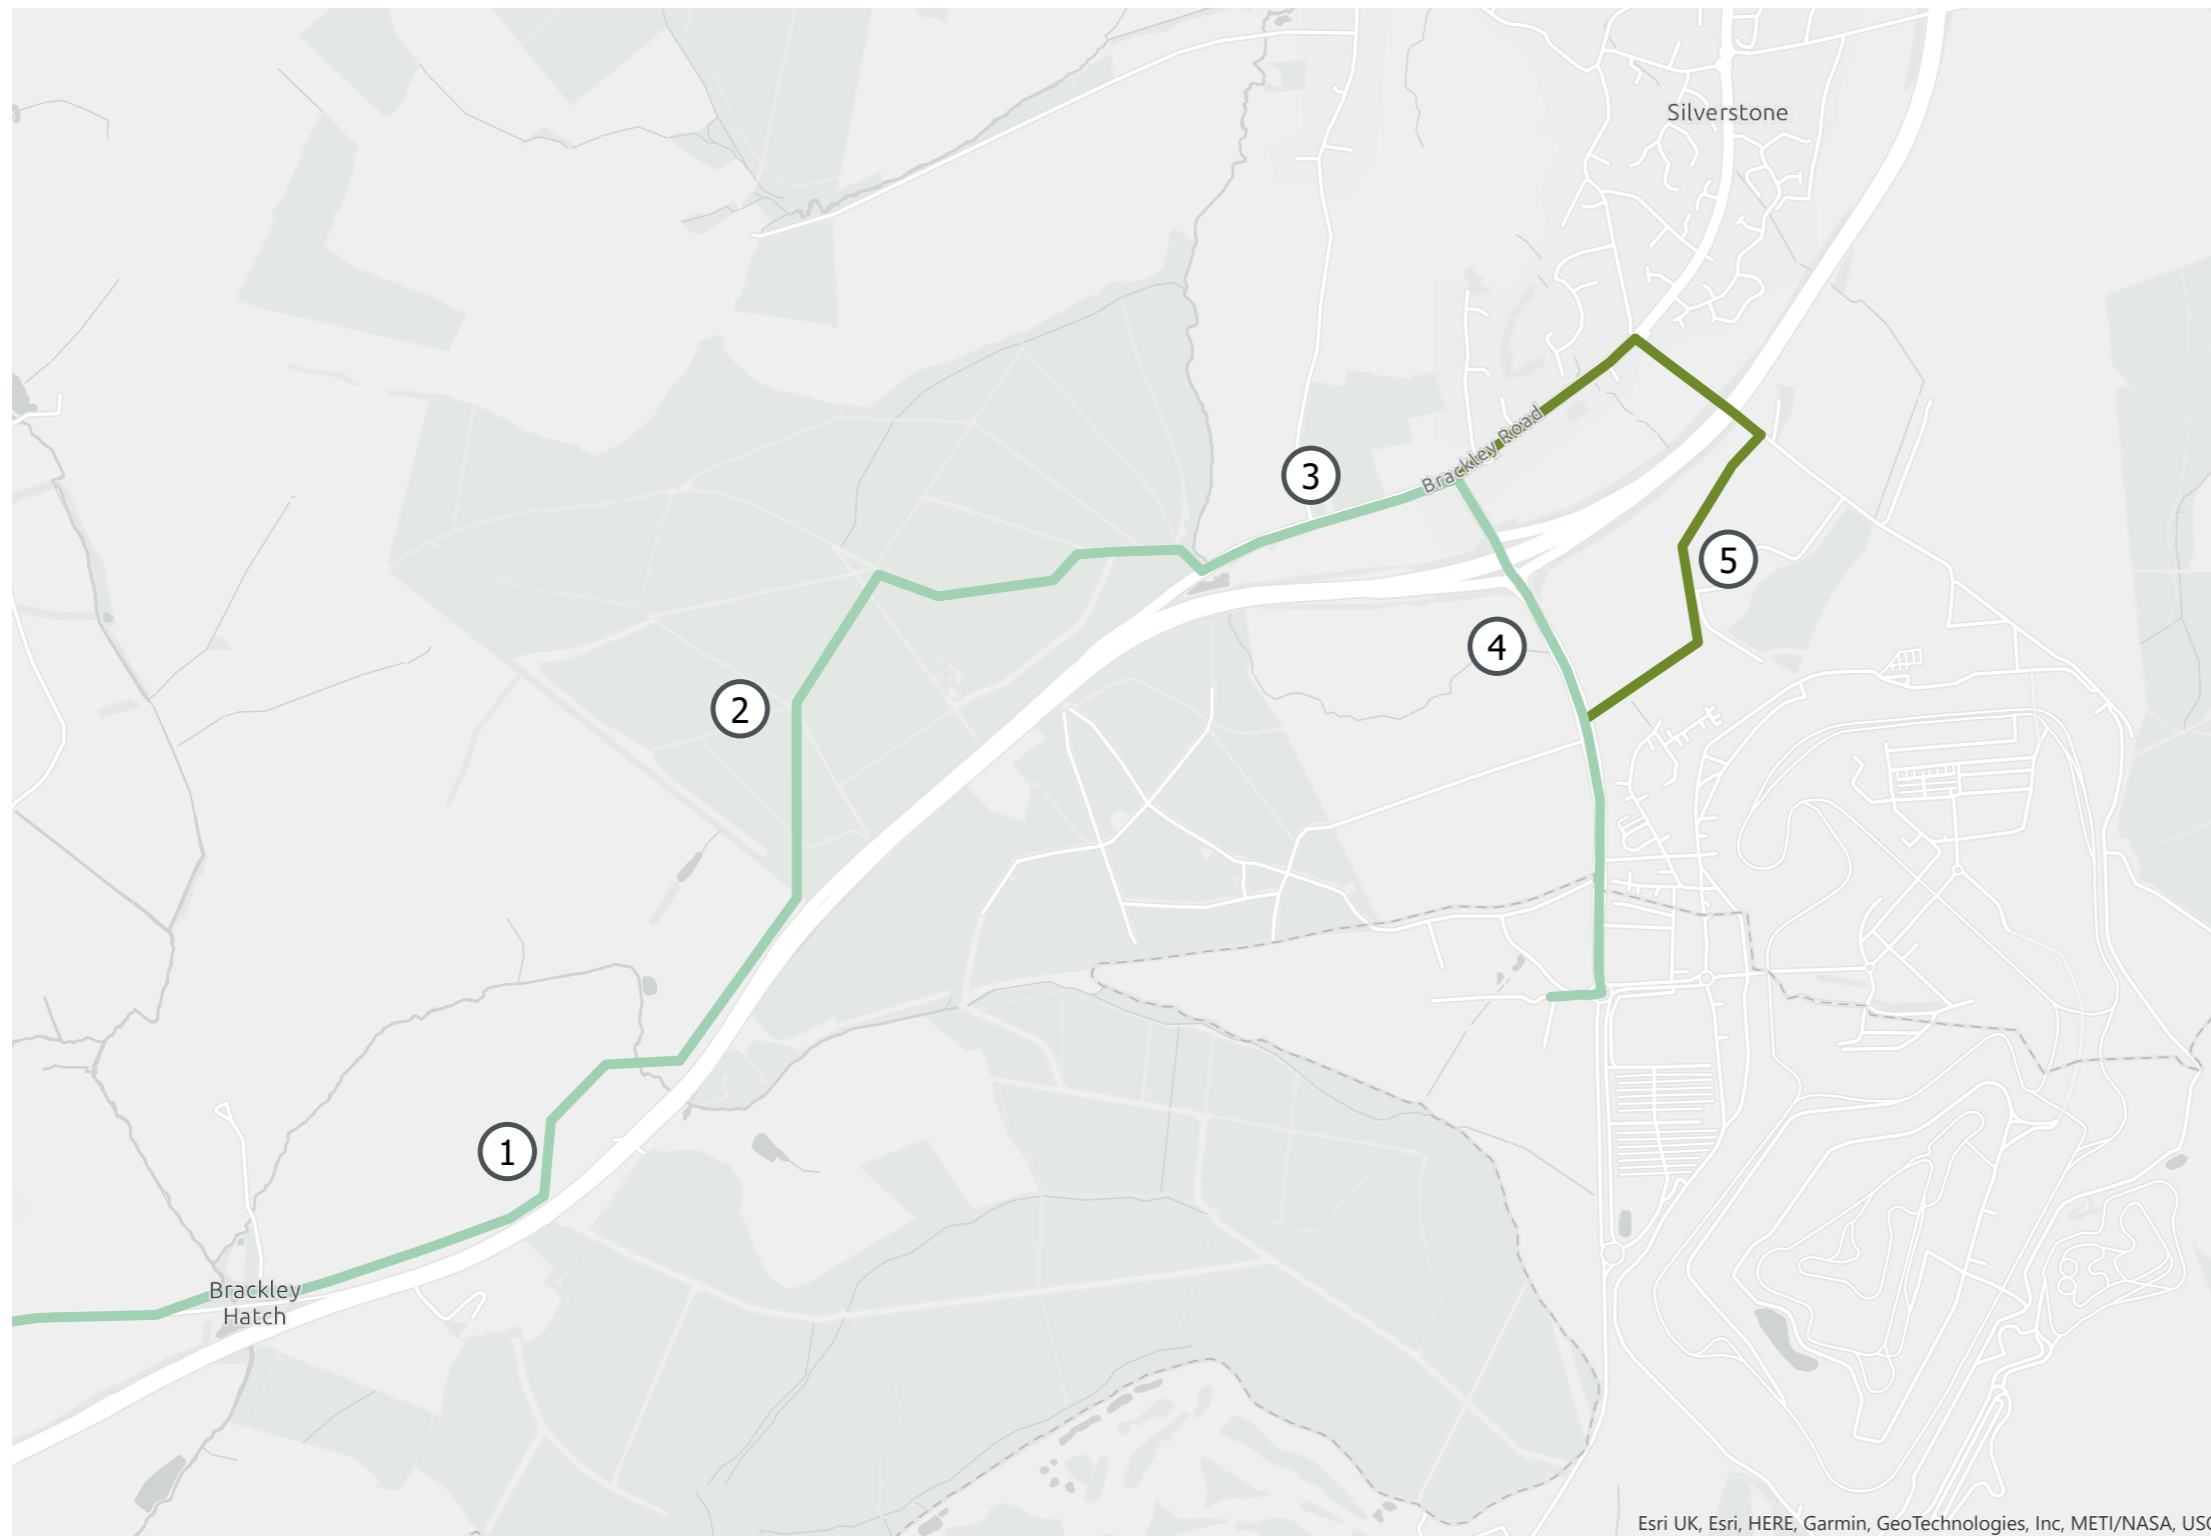 Silverstone
Brackley Road
3
5
4
2
1
Brackley
Hatch
Esri UK, Esri, HERE, Garmin, GeoTechnologies, Inc, METI/NASA, USG